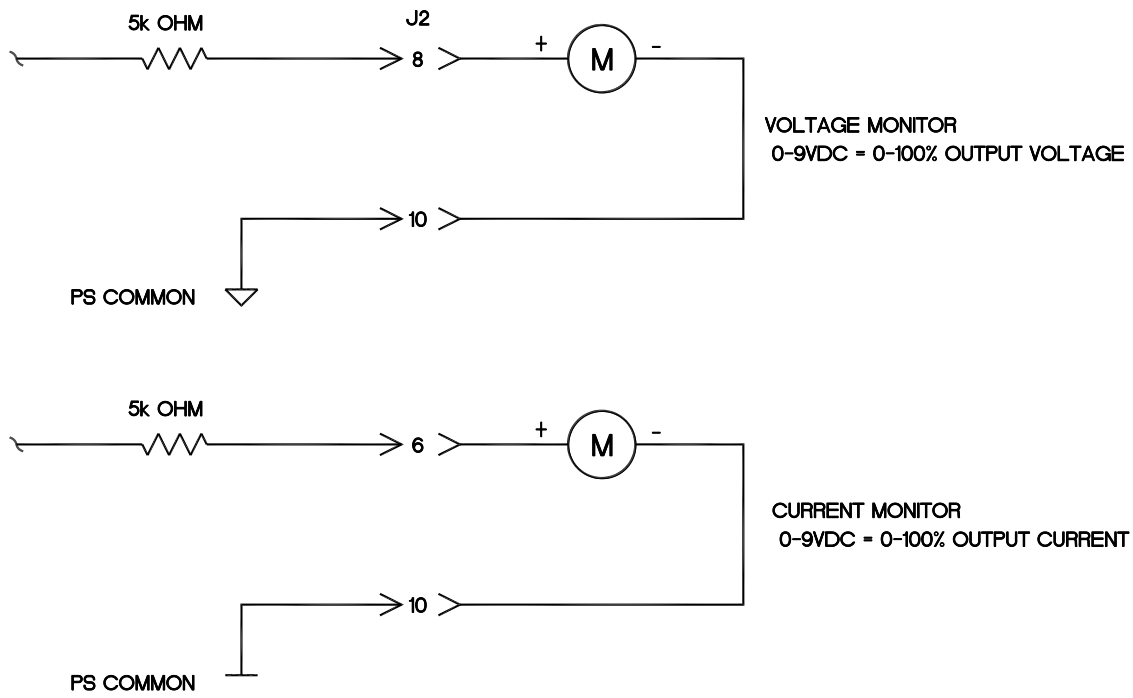 5k OHM
J2
8
+
M
-
VOLTAGE MONITOR
0-9VDC = 0-100% OUTPUT VOLTAGE
10
PS COMMON
5k OHM
6
+
M
-
CURRENT MONITOR
0-9VDC = 0-100% OUTPUT CURRENT
10
PS COMMON